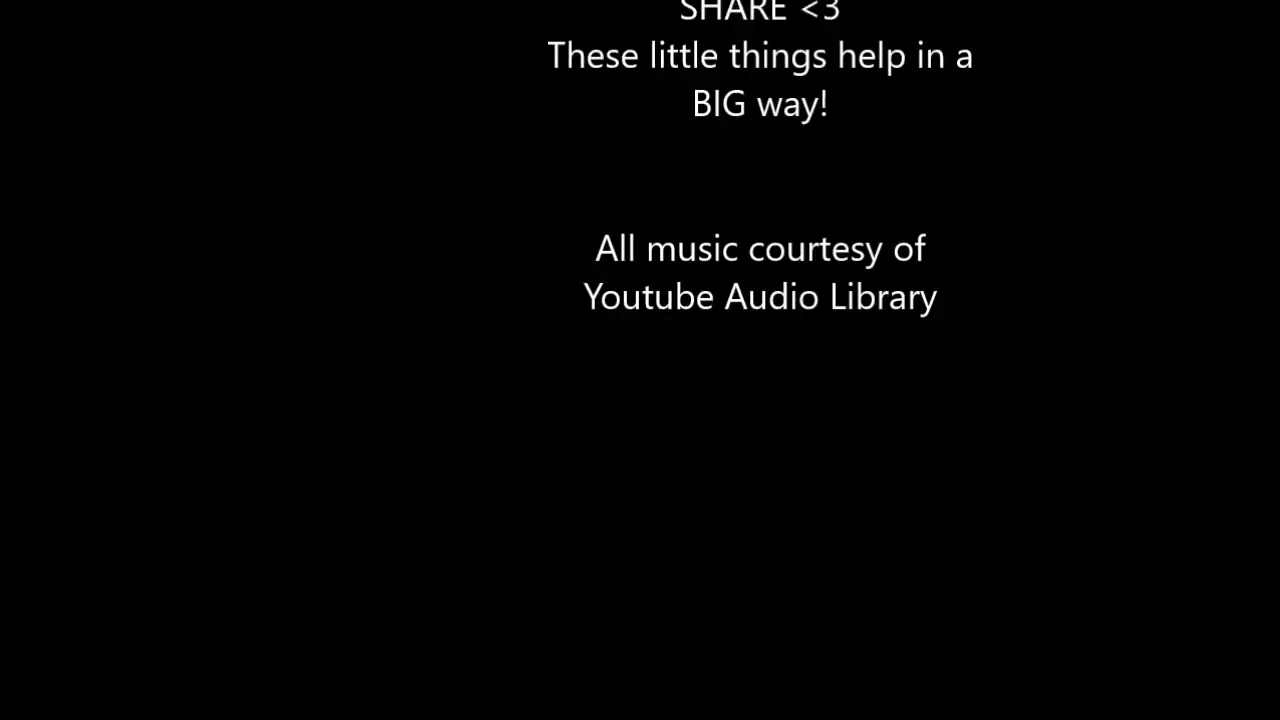 SHARE <3
These little things help in a
BIG way!
All music courtesy of
Youtube Audio Library